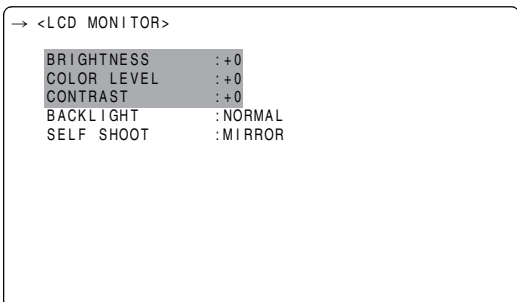 → <LCD MONITOR>
BRIGHTNESS :+0
COLOR LEVEL :+0
CONTRAST :+0
BACKLIGHT :NORMAL
SELF SHOOT :MIRROR